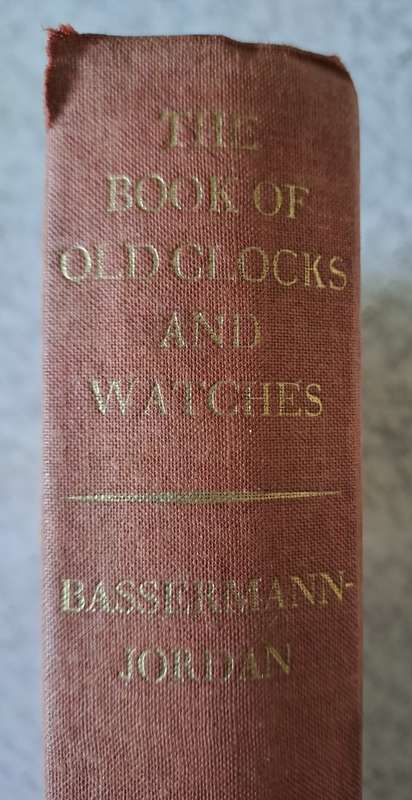 THE
BOOK OF
OLD CLOCKS
AND
WATCHES
BASSERMANN-
JORDAN